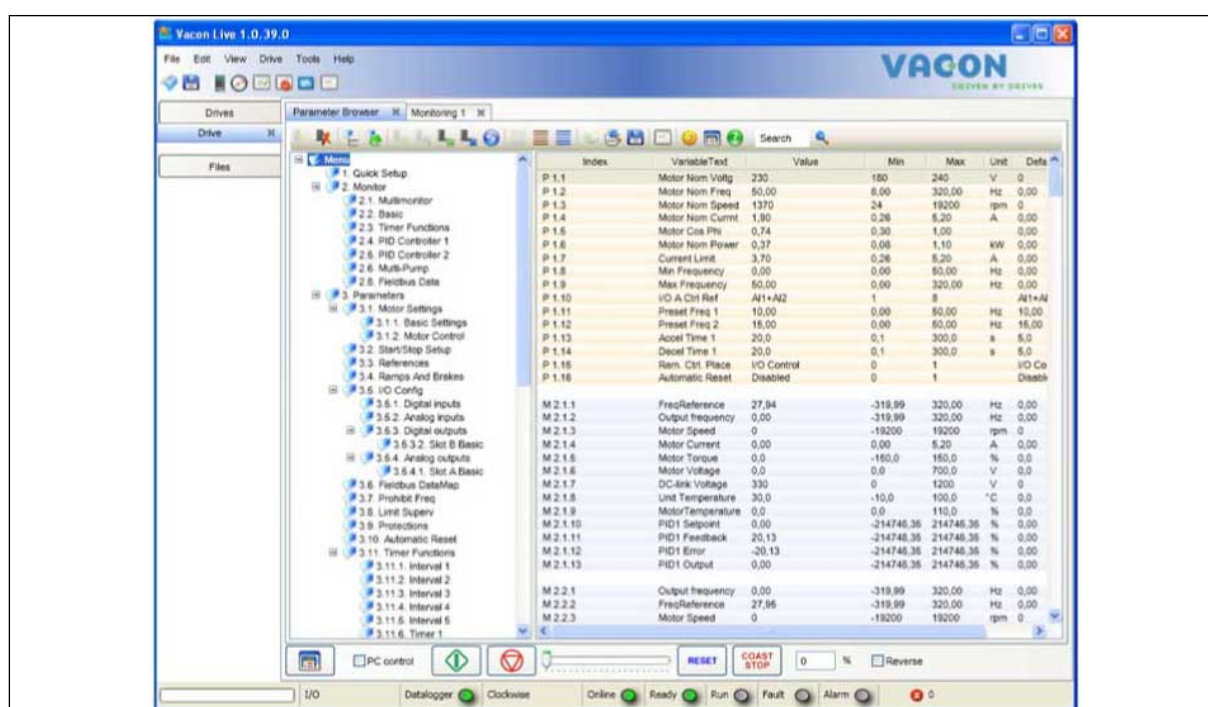 Vacon Live 1.0.39.0
File Edit View Drive Tools Help
VACON
DRIVEN BY DRIVES
Drives
Drive
Files
Parameter Browser Monitoring 1
Search
Menu
1. Quick Setup
2. Monitor
2.1. Multimonitor
2.2. Basic
2.3. Timer Functions
2.4. PID Controller 1
2.5. PID Controller 2
2.6. Multi-Pump
2.8. Fieldbus Data
3. Parameters
3.1. Motor Settings
3.1.1. Basic Settings
3.1.2. Motor Control
3.2. Start/Stop Setup
3.3. References
3.4. Ramps And Brakes
3.5. I/O Config
3.5.1. Digital inputs
3.5.2. Analog inputs
3.5.3. Digital outputs
3.5.3.2. Slot B Basic
3.5.4. Analog outputs
3.5.4.1. Slot A Basic
3.6. Fieldbus DataMap
3.7. Prohibit Freq
3.8. Limit Superv
3.9. Protections
3.10. Automatic Reset
3.11. Timer Functions
3.11.1. Interval 1
3.11.2. Interval 2
3.11.3. Interval 3
3.11.4. Interval 4
3.11.5. Interval 5
3.11.6. Timer 1
Index VariableText Value Min Max Unit Defa
P 1.1 Motor Nom Voltg 230 180 240 V 0
P 1.2 Motor Nom Freq 50,00 8,00 320,00 Hz 0,00
P 1.3 Motor Nom Speed 1370 24 19200 rpm 0
P 1.4 Motor Nom Currnt 1,90 0,26 5,20 A 0,00
P 1.5 Motor Cos Phi 0,74 0,30 1,00 0,00
P 1.6 Motor Nom Power 0,37 0,06 1,10 kW 0,00
P 1.7 Current Limit 3,70 0,26 5,20 A 0,00
P 1.8 Min Frequency 0,00 0,00 50,00 Hz 0,00
P 1.9 Max Frequency 50,00 0,00 320,00 Hz 0,00
P 1.10 I/O A Ctrl Ref AI1+AI2 1 8 AI1+AI
P 1.11 Preset Freq 1 10,00 0,00 50,00 Hz 10,00
P 1.12 Preset Freq 2 15,00 0,00 50,00 Hz 15,00
P 1.13 Accel Time 1 20,0 0,1 300,0 s 5,0
P 1.14 Decel Time 1 20,0 0,1 300,0 s 5,0
P 1.15 Rem. Ctrl. Place I/O Control 0 1 I/O Co
P 1.16 Automatic Reset Disabled 0 1 Disable
M 2.1.1 FreqReference 27,94 -319,99 320,00 Hz 0,00
M 2.1.2 Output frequency 0,00 -319,99 320,00 Hz 0,00
M 2.1.3 Motor Speed 0 -19200 19200 rpm 0
M 2.1.4 Motor Current 0,00 0,00 5,20 A 0,00
M 2.1.5 Motor Torque 0,0 -150,0 150,0 % 0,0
M 2.1.6 Motor Voltage 0,0 0,0 700,0 V 0,0
M 2.1.7 DC-link Voltage 330 0 1200 V 0
M 2.1.8 Unit Temperature 30,0 -10,0 100,0 °C 0,0
M 2.1.9 MotorTemperature 0,0 0,0 110,0 % 0,0
M 2.1.10 PID1 Setpoint 0,00 -214748,36 214748,36 % 0,00
M 2.1.11 PID1 Feedback 20,13 -214748,36 214748,36 % 0,00
M 2.1.12 PID1 Error -20,13 -214748,36 214748,36 % 0,00
M 2.1.13 PID1 Output 0,00 -214748,36 214748,36 % 0,00
M 2.2.1 Output frequency 0,00 -319,99 320,00 Hz 0,00
M 2.2.2 FreqReference 27,96 -319,99 320,00 Hz 0,00
M 2.2.3 Motor Speed 0 -19200 19200 rpm 0
PC control RESET COAST STOP 0 % Reverse
I/O Datalogger Clockwise Online Ready Run Fault Alarm 0